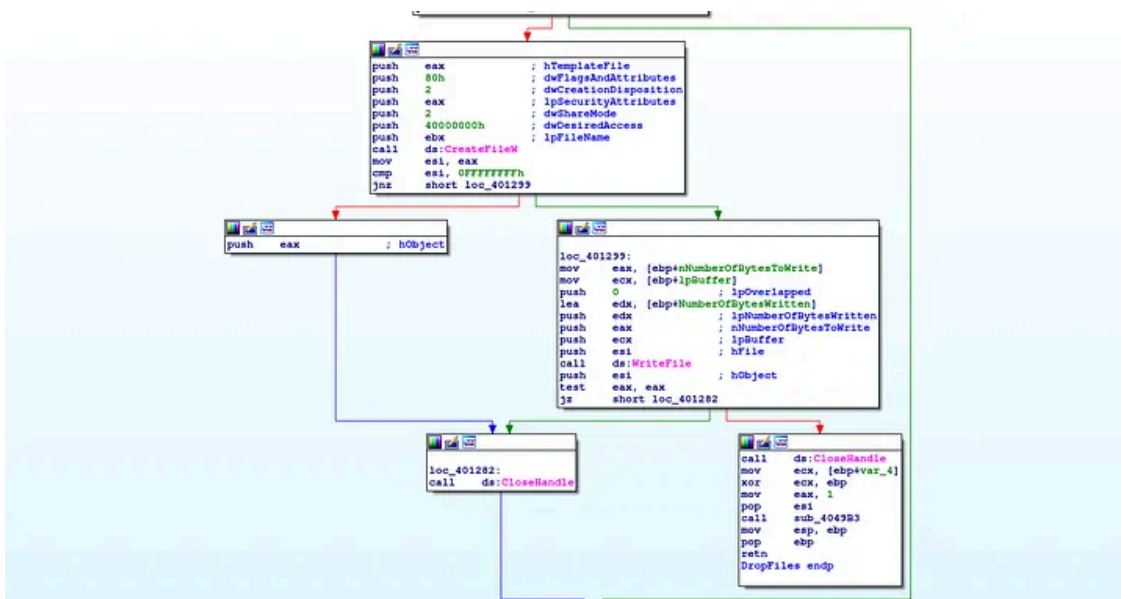 push eax ; hTemplateFile
push 80h ; dwFlagsAndAttributes
push 2 ; dwCreationDisposition
push eax ; lpSecurityAttributes
push 2 ; dwShareMode
push 40000000h ; dwDesiredAccess
push ebx ; lpFileName
call ds:CreateFileW
mov esi, eax
cmp esi, 0FFFFFFFFh
jnz short loc_401299
push eax ; hObject
loc_401299:
mov eax, [ebp+nNumberOfBytesToWrite]
mov ecx, [ebp+lpBuffer]
push 0 ; lpOverlapped
lea edx, [ebp+NumberOfBytesWritten]
push edx ; lpNumberOfBytesWritten
push eax ; nNumberOfBytesToWrite
push ecx ; lpBuffer
push esi ; hFile
call ds:WriteFile
push esi ; hObject
test eax, eax
jz short loc_401282
loc_401282:
call ds:CloseHandle
call ds:CloseHandle
mov ecx, [ebp+var_4]
xor ecx, ebp
mov eax, 1
pop esi
call sub_4049B3
mov esp, ebp
pop ebp
retn
DropFiles endp